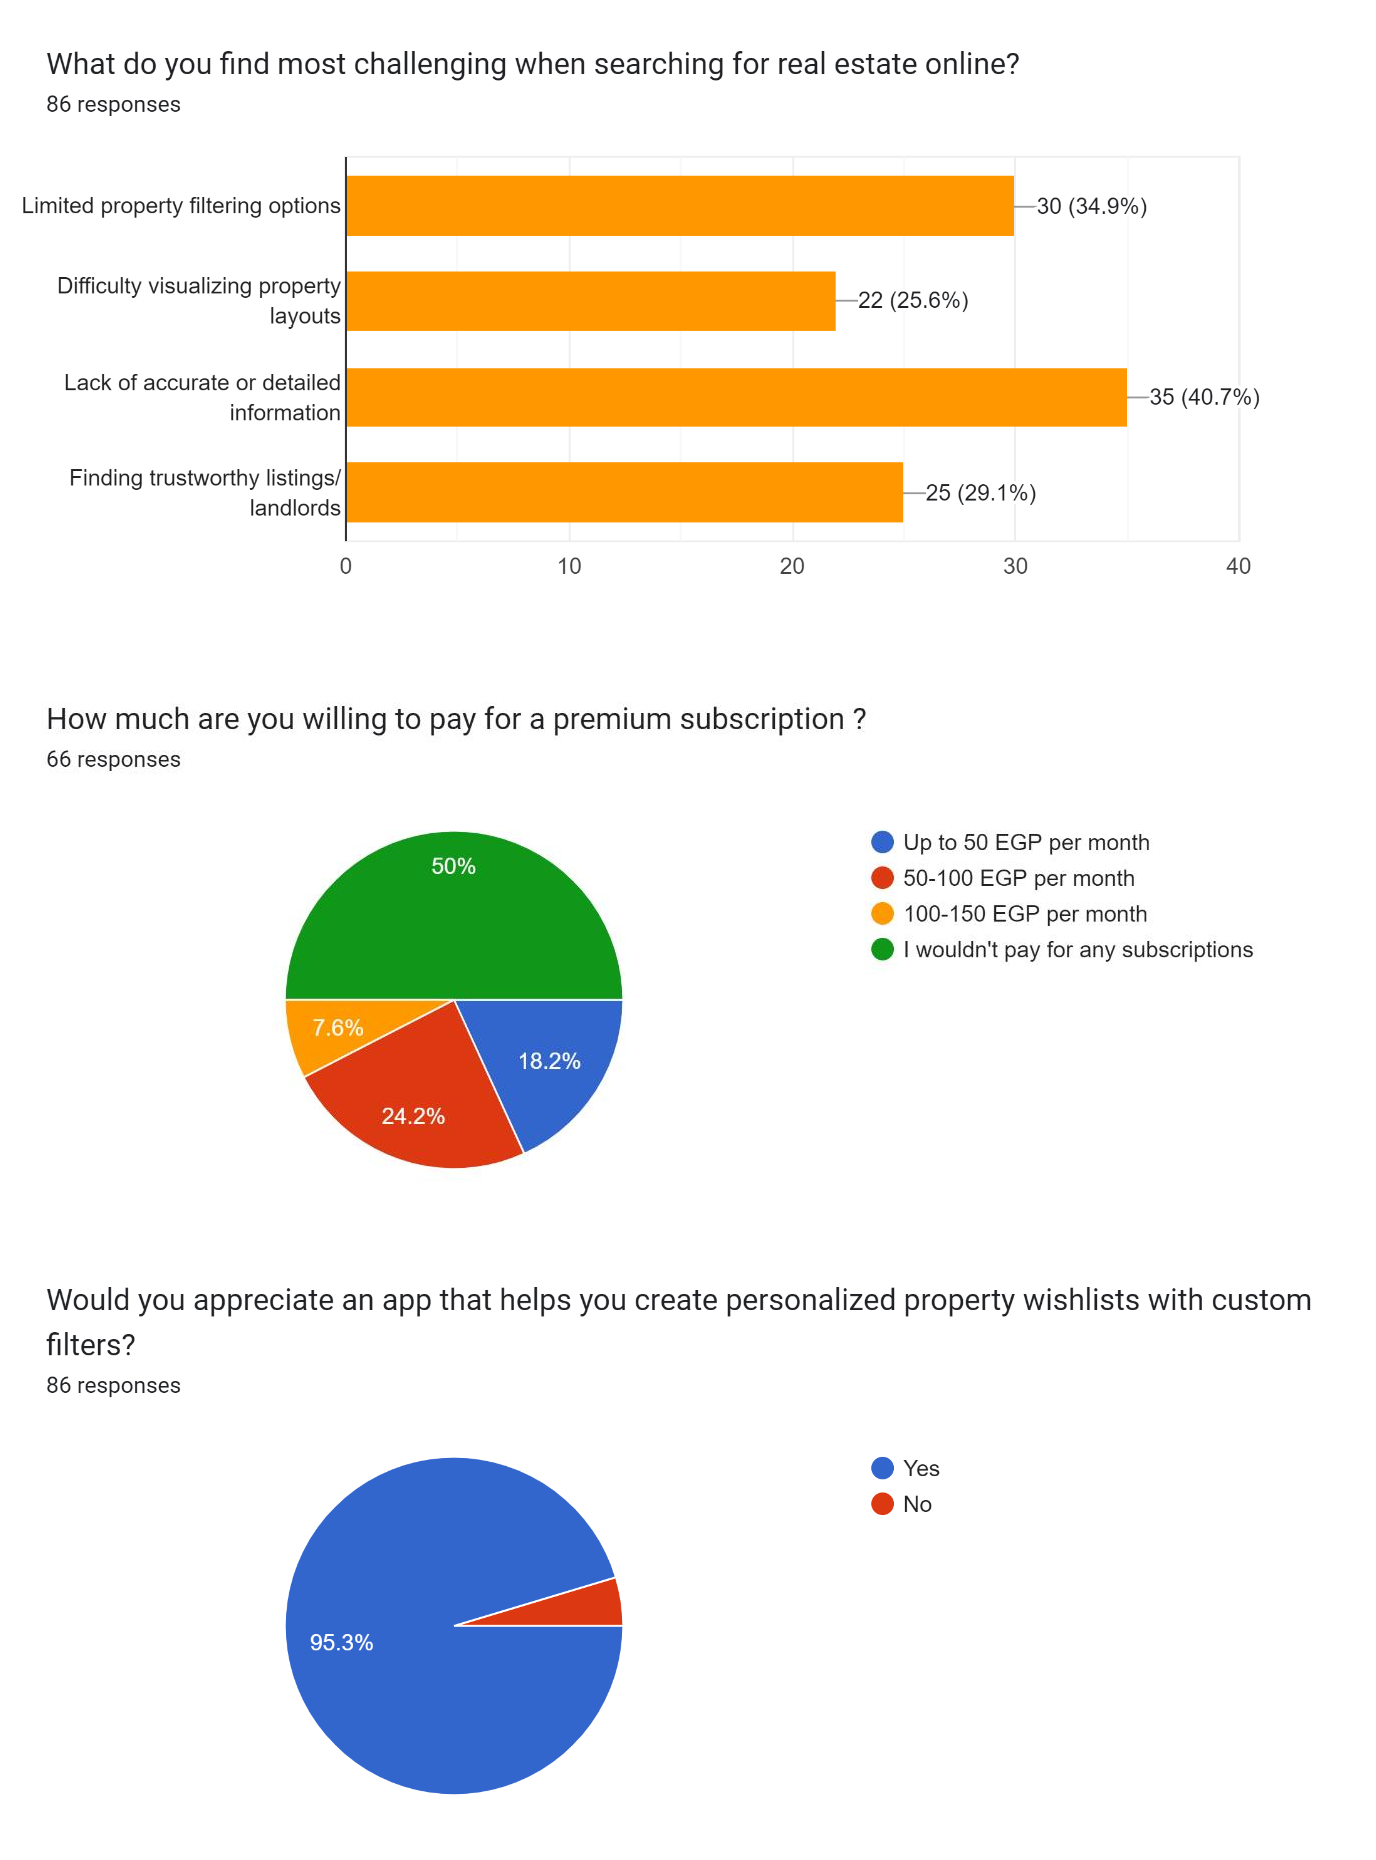 What do you find most challenging when searching for real estate online?
86 responses
Limited property filtering options
30 (34.9%)
Difficulty visualizing property
layouts
22 (25.6%)
Lack of accurate or detailed
information
35 (40.7%)
Finding trustworthy listings/
landlords
25 (29.1%)
0 10 20 30 40
How much are you willing to pay for a premium subscription ?
66 responses
50%
7.6%
18.2%
24.2%
Up to 50 EGP per month
50-100 EGP per month
100-150 EGP per month
I wouldn't pay for any subscriptions
Would you appreciate an app that helps you create personalized property wishlists with custom
filters?
86 responses
95.3%
Yes
No